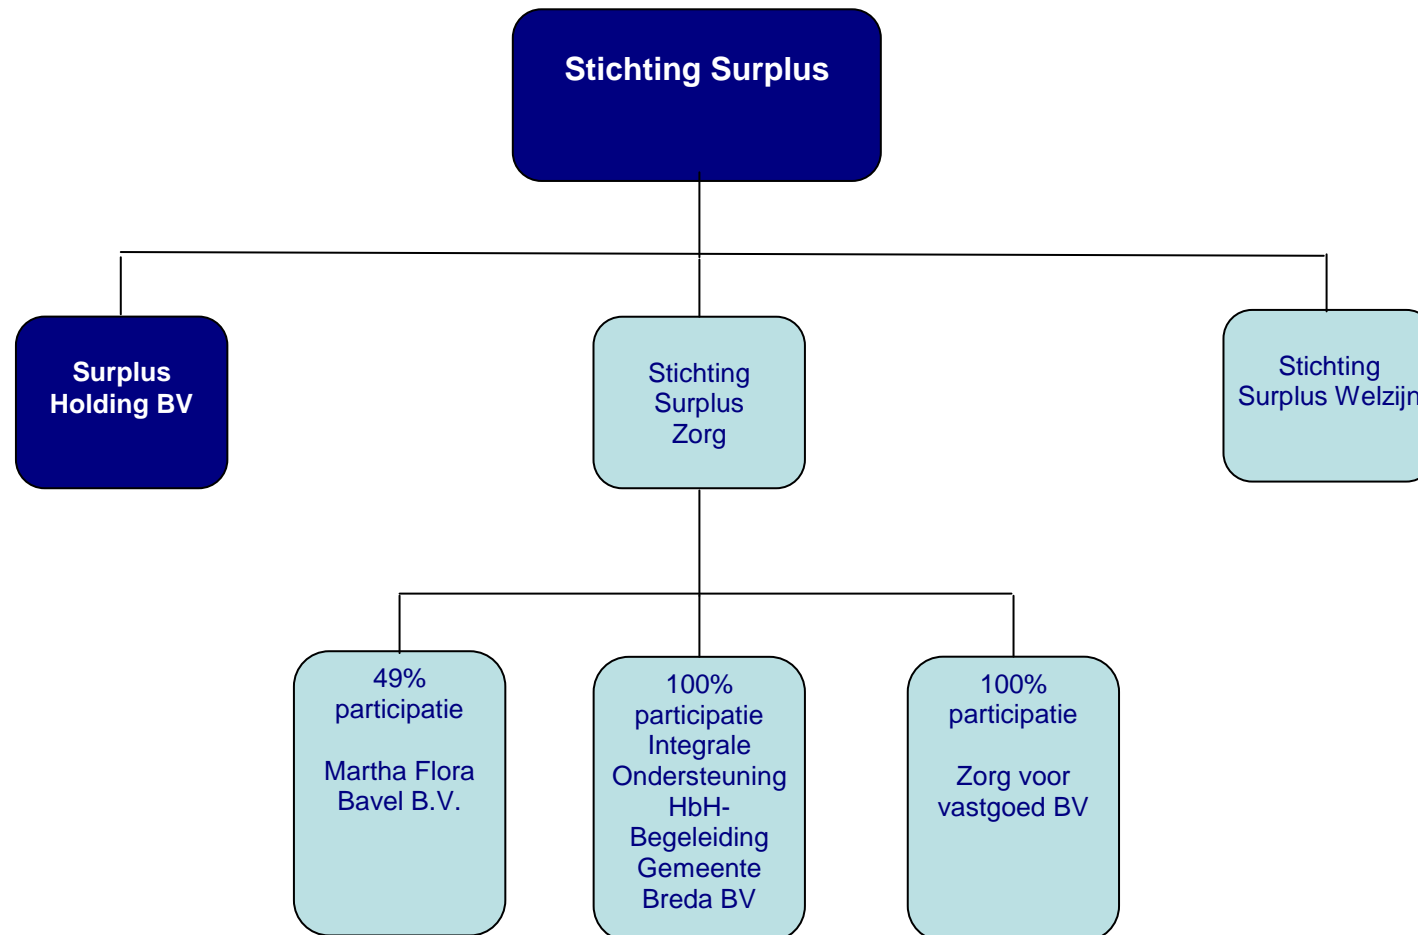 Stichting Surplus
Surplus
Holding BV
Stichting
Surplus
Zorg
Stichting
Surplus Welzijn
49%
participatie
Martha Flora
Bavel B.V.
100%
participatie
Integrale
Ondersteuning
HbH-
Begeleiding
Gemeente
Breda BV
100%
participatie
Zorg voor
vastgoed BV